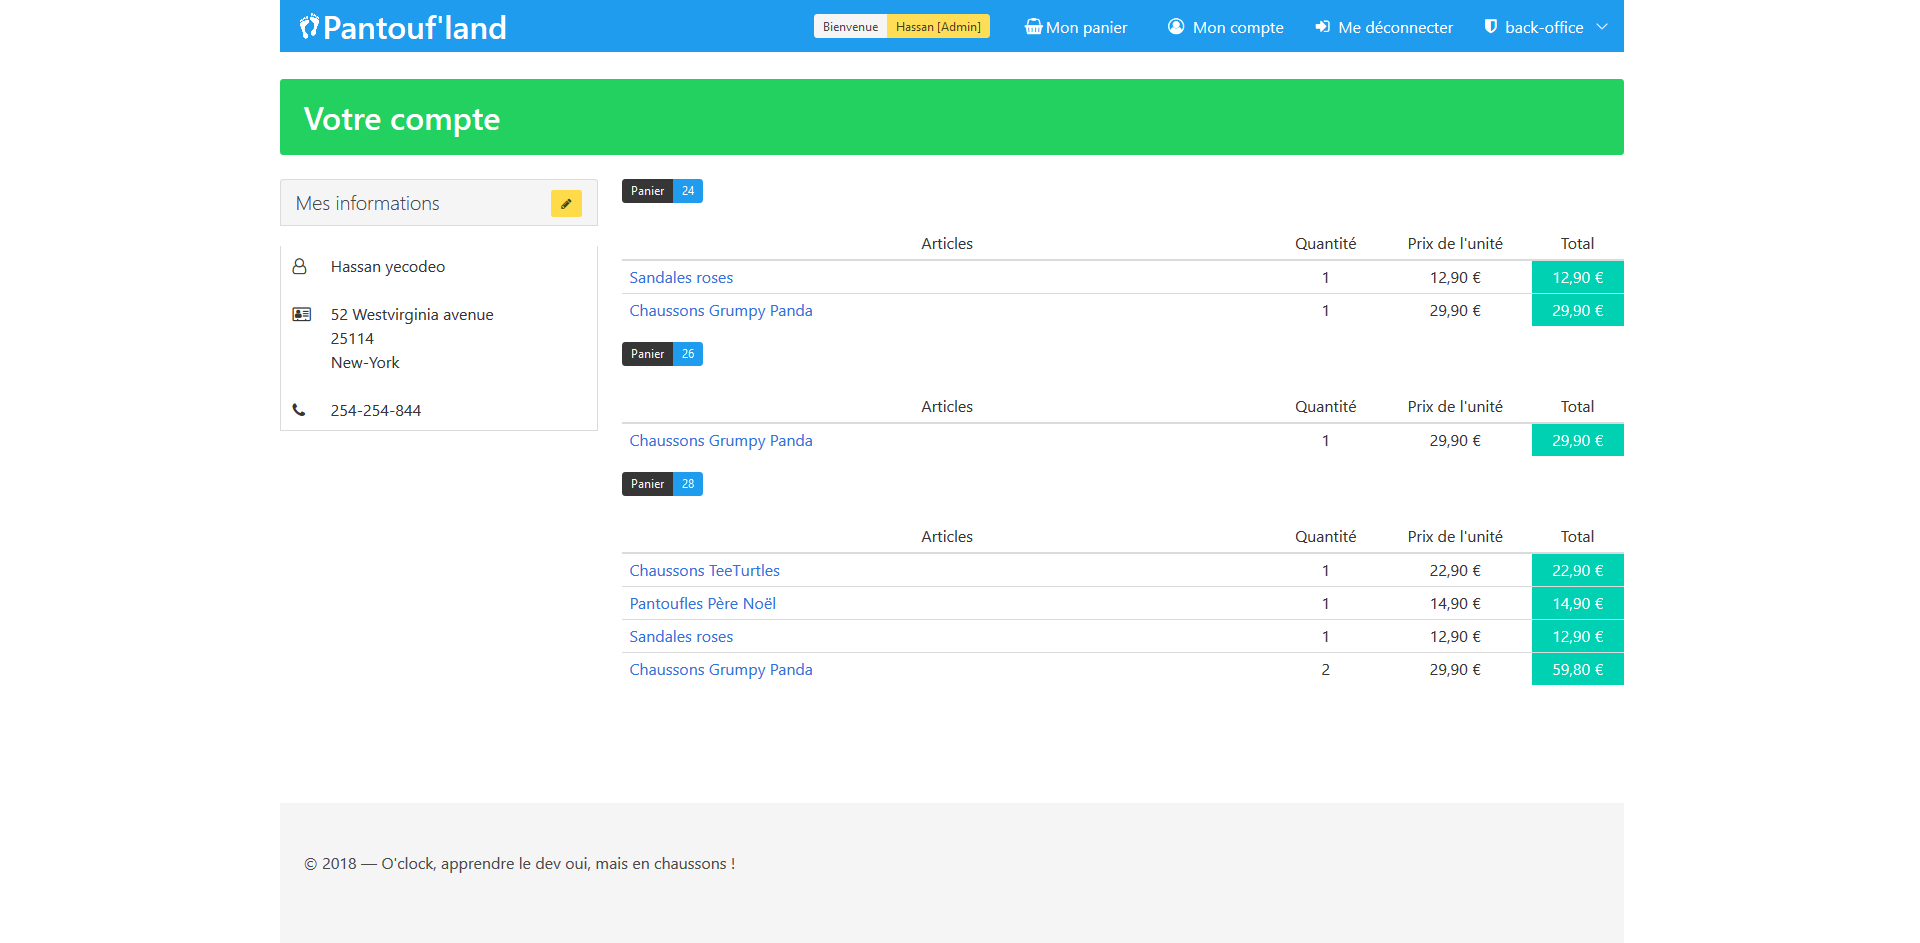 Pantouf'land
Bienvenue Hassan [Admin] Mon panier Mon compte Me déconnecter back-office
Votre compte
Mes informations
Hassan yecodeo
52 Westvirginia avenue
25114
New-York
254-254-844
Panier 24
Articles Quantité Prix de l'unité Total
Sandales roses 1 12,90 € 12,90 €
Chaussons Grumpy Panda 1 29,90 € 29,90 €
Panier 26
Articles Quantité Prix de l'unité Total
Chaussons Grumpy Panda 1 29,90 € 29,90 €
Panier 28
Articles Quantité Prix de l'unité Total
Chaussons TeeTurtles 1 22,90 € 22,90 €
Pantoufles Père Noël 1 14,90 € 14,90 €
Sandales roses 1 12,90 € 12,90 €
Chaussons Grumpy Panda 2 29,90 € 59,80 €
© 2018 — O'clock, apprendre le dev oui, mais en chaussons !